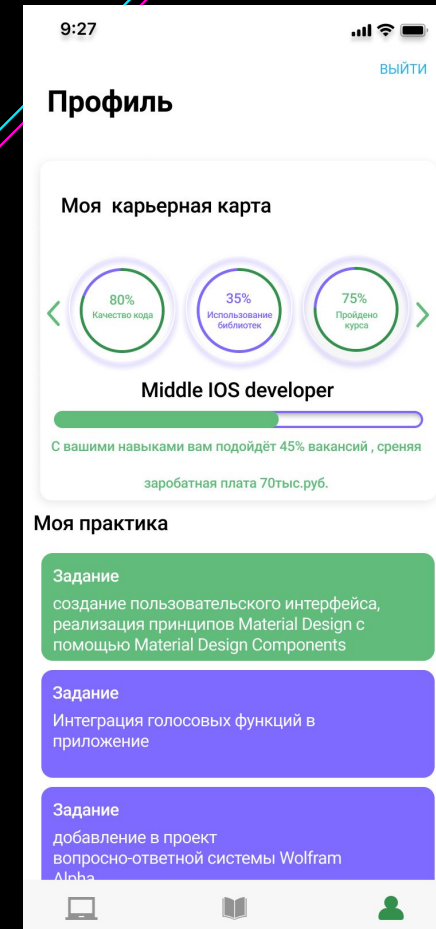 9:27
ВЫЙТИ
Профиль
Моя карьерная карта
80%
Качество кода
35%
Использование
библиотек
75%
Пройдено
курса
Middle IOS developer
С вашими навыками вам подойдёт 45% вакансий , среняя
заробатная плата 70тыс.руб.
Моя практика
Задание
создание пользовательского интерфейса,
реализация принципов Material Design с
помощью Material Design Components
Задание
Интеграция голосовых функций в
приложение
Задание
добавление в проект
вопросно-ответной системы Wolfram
Alpha